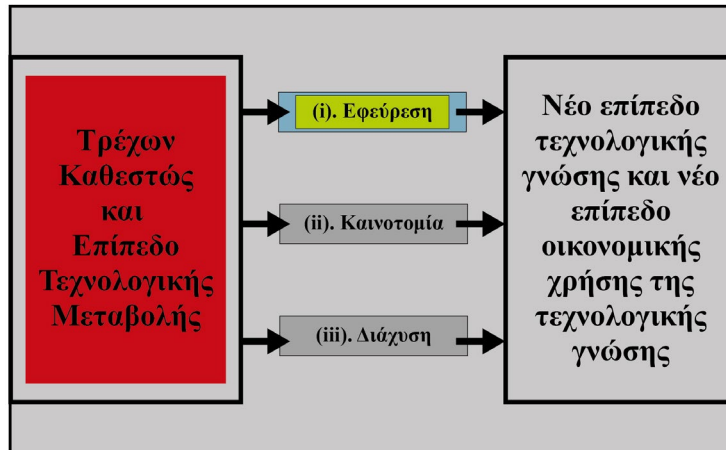 Τρέχων
Καθεστώς
και
Επίπεδο
Τεχνολογικής
Μεταβολής
(i). Εφεύρεση
(ii). Καινοτομία
(iii). Διάχυση
Νέο επίπεδο
τεχνολογικής
γνώσης και νέο
επίπεδο
οικονομικής
χρήσης της
τεχνολογικής
γνώσης